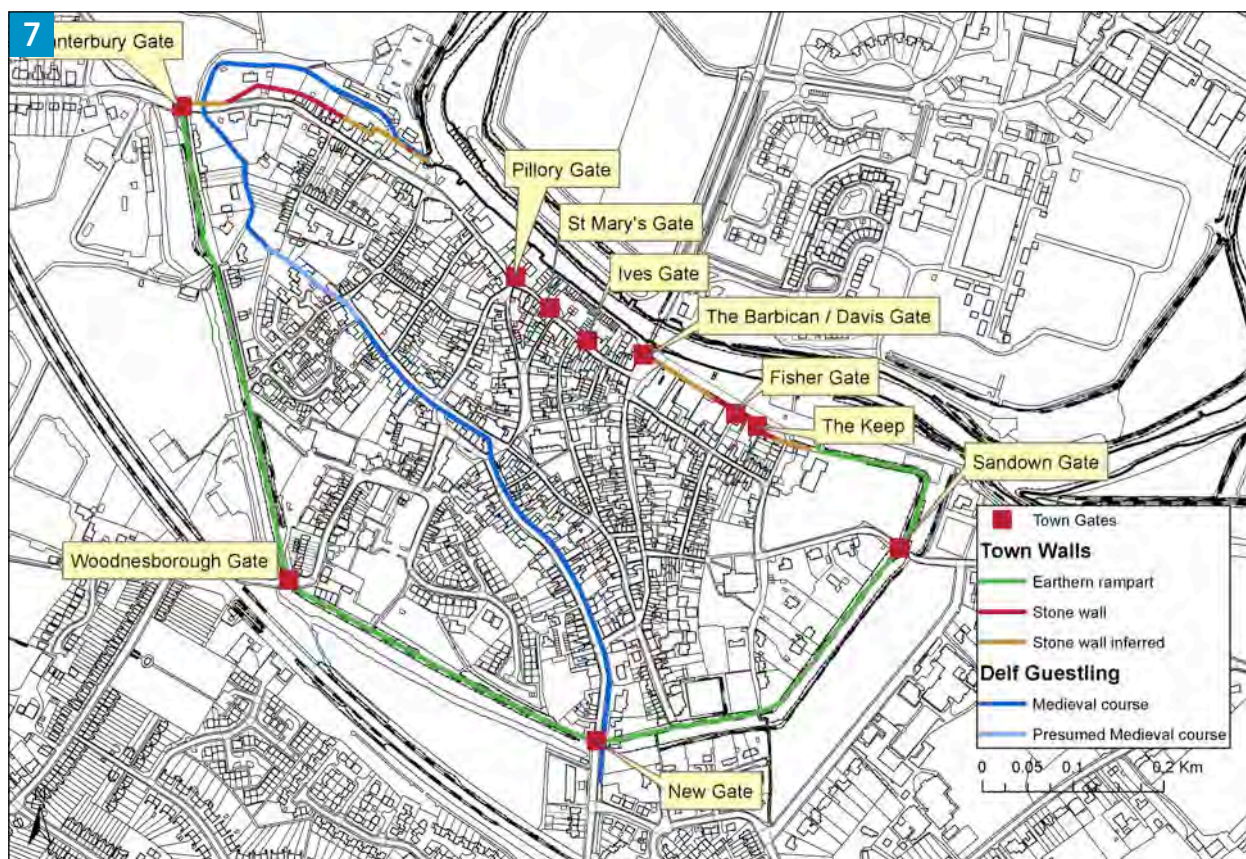 7
anterbury Gate
Pillory Gate
St Mary's Gate
Ives Gate
The Barbican / Davis Gate
Fisher Gate
The Keep
Sandown Gate
Woodnesborough Gate
New Gate
Town Gates
Town Walls
Earthern rampart
Stone wall
Stone wall inferred
Delf Guestling
Medieval course
Presumed Medieval course
0 0.05 0.1 0.2 Km